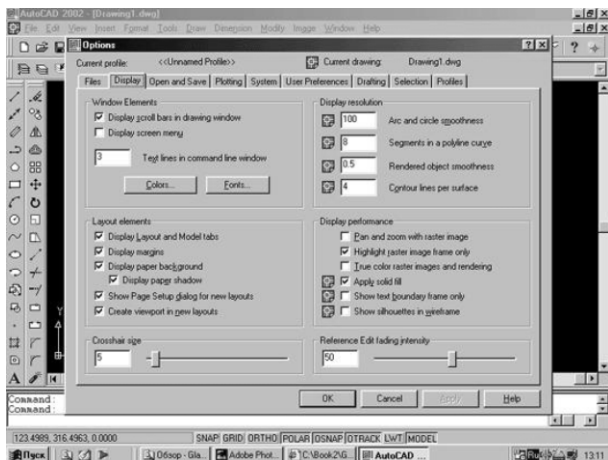 AutoCAD 2002 - [Drawing1.dwg]
File Edit View Insert Format Tools Draw Dimension Modify Image Window Help
Options
Current profile: <<Unnamed Profile>> Current drawing: Drawing1.dwg
Files Display Open and Save Plotting System User Preferences Drafting Selection Profiles
Window Elements
Display scroll bars in drawing window
Display screen menu
3 Text lines in command line window
Colors... Fonts...
Display resolution
100 Arc and circle smoothness
8 Segments in a polyline curve
0.5 Rendered object smoothness
4 Contour lines per surface
Layout elements
Display Layout and Model tabs
Display margins
Display paper background
Display paper shadow
Show Page Setup dialog for new layouts
Create viewport in new layouts
Display performance
Pan and zoom with raster image
Highlight raster image frame only
True color raster images and rendering
Apply solid fill
Show text boundary frame only
Show silhouettes in wireframe
Crosshair size
5
Reference Edit fading intensity
50
OK Cancel Apply Help
Y
A
Command:
Command:
123.4989, 316.4963, 0.0000 SNAP GRID ORTHO POLAR OSNAP OTRACK LWT MODEL
Пуск Обзор - Gla... Adobe Phot... C:\Book2\G... AutoCAD ... Ru 13:11